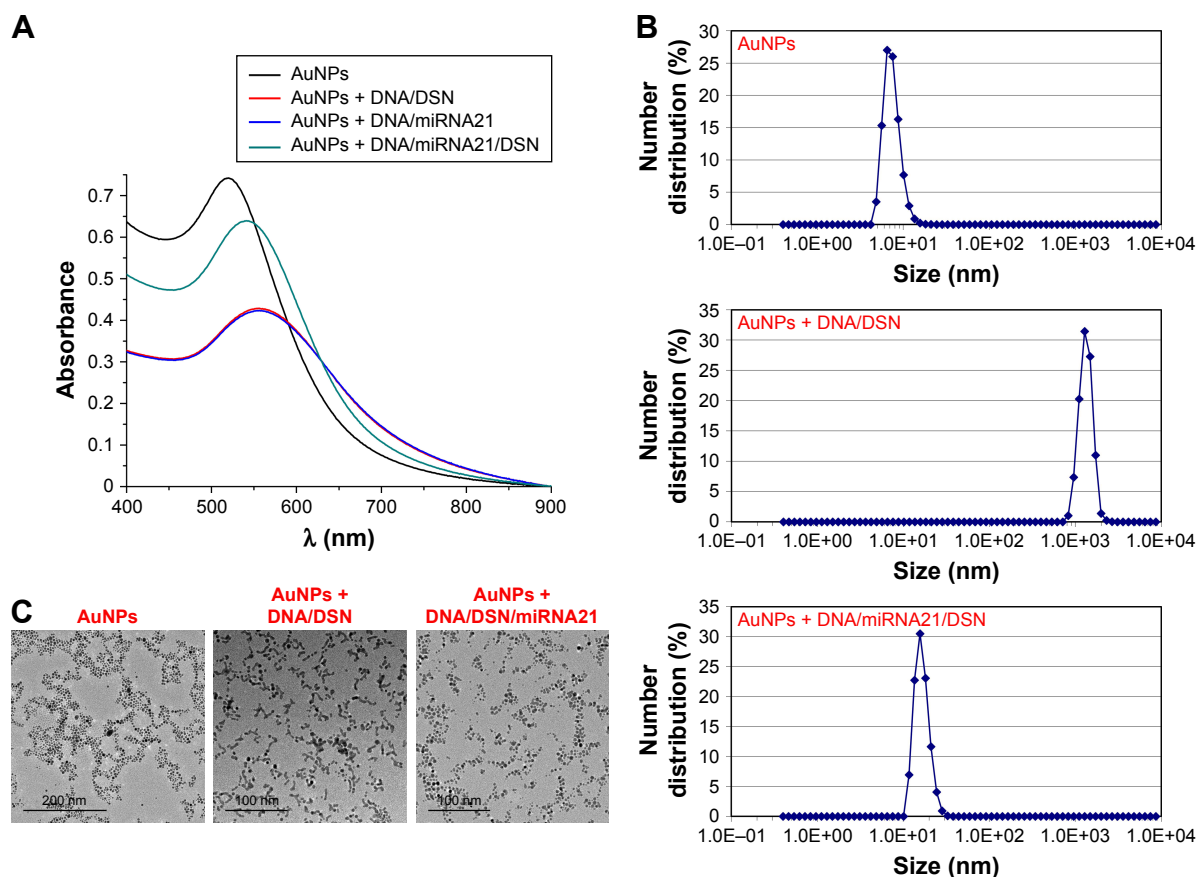 A
AuNPs
AuNPs + DNA/DSN
AuNPs + DNA/miRNA21
AuNPs + DNA/miRNA21/DSN
Absorbance
0.7
0.6
0.5
0.4
0.3
0.2
0.1
0
400 500 600 700 800 900
λ (nm)
B
AuNPs
Number
distribution (%)
30
25
20
15
10
5
0
1.0E–01 1.0E+00 1.0E+01 1.0E+02 1.0E+03 1.0E+04
Size (nm)
AuNPs + DNA/DSN
Number
distribution (%)
35
30
25
20
15
10
5
0
1.0E–01 1.0E+00 1.0E+01 1.0E+02 1.0E+03 1.0E+04
Size (nm)
AuNPs + DNA/miRNA21/DSN
Number
distribution (%)
35
30
25
20
15
10
5
0
1.0E–01 1.0E+00 1.0E+01 1.0E+02 1.0E+03 1.0E+04
Size (nm)
C
AuNPs
200 nm
AuNPs +
DNA/DSN
100 nm
AuNPs +
DNA/DSN/miRNA21
100 nm